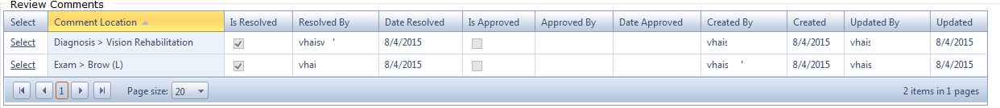 Review Comments
Select Comment Location Is Resolved Resolved By Date Resolved Is Approved Approved By Date Approved Created By Created Updated By Updated
Select Diagnosis > Vision Rehabilitation vhaisv ' 8/4/2015 vhais 8/4/2015 vhais 8/4/2015
Select Exam > Brow (L) vhai 8/4/2015 vhais ' 8/4/2015 vhais 8/4/2015
1 Page size: 20 2 items in 1 pages